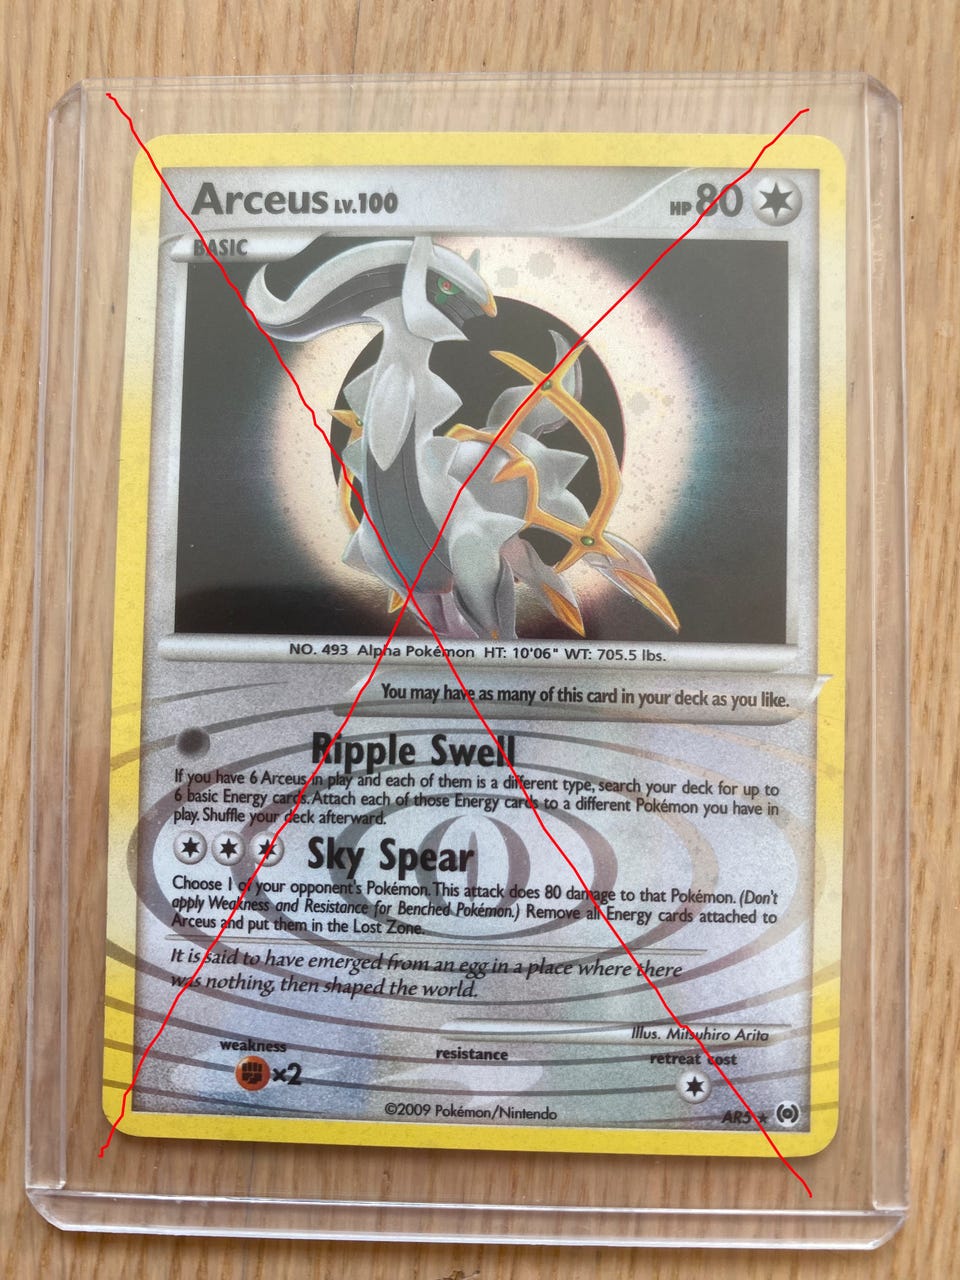 Arceus LV.100 HP 80
BASIC
NO. 493 Alpha Pokémon HT: 10'06" WT: 705.5 lbs.
You may have as many of this card in your deck as you like.
Ripple Swell
If you have 6 Arceus in play and each of them is a different type, search your deck for up to
6 basic Energy cards. Attach each of those Energy cards to a different Pokémon you have in
play. Shuffle your deck afterward.
Sky Spear
Choose 1 of your opponent's Pokémon. This attack does 80 damage to that Pokémon. (Don't
apply Weakness and Resistance for Benched Pokémon.) Remove all Energy cards attached to
Arceus and put them in the Lost Zone.
It is said to have emerged from an egg in a place where there
was nothing, then shaped the world.
Illus. Mitsuhiro Arita
weakness resistance retreat cost
x2
©2009 Pokémon/Nintendo
AR5 ★